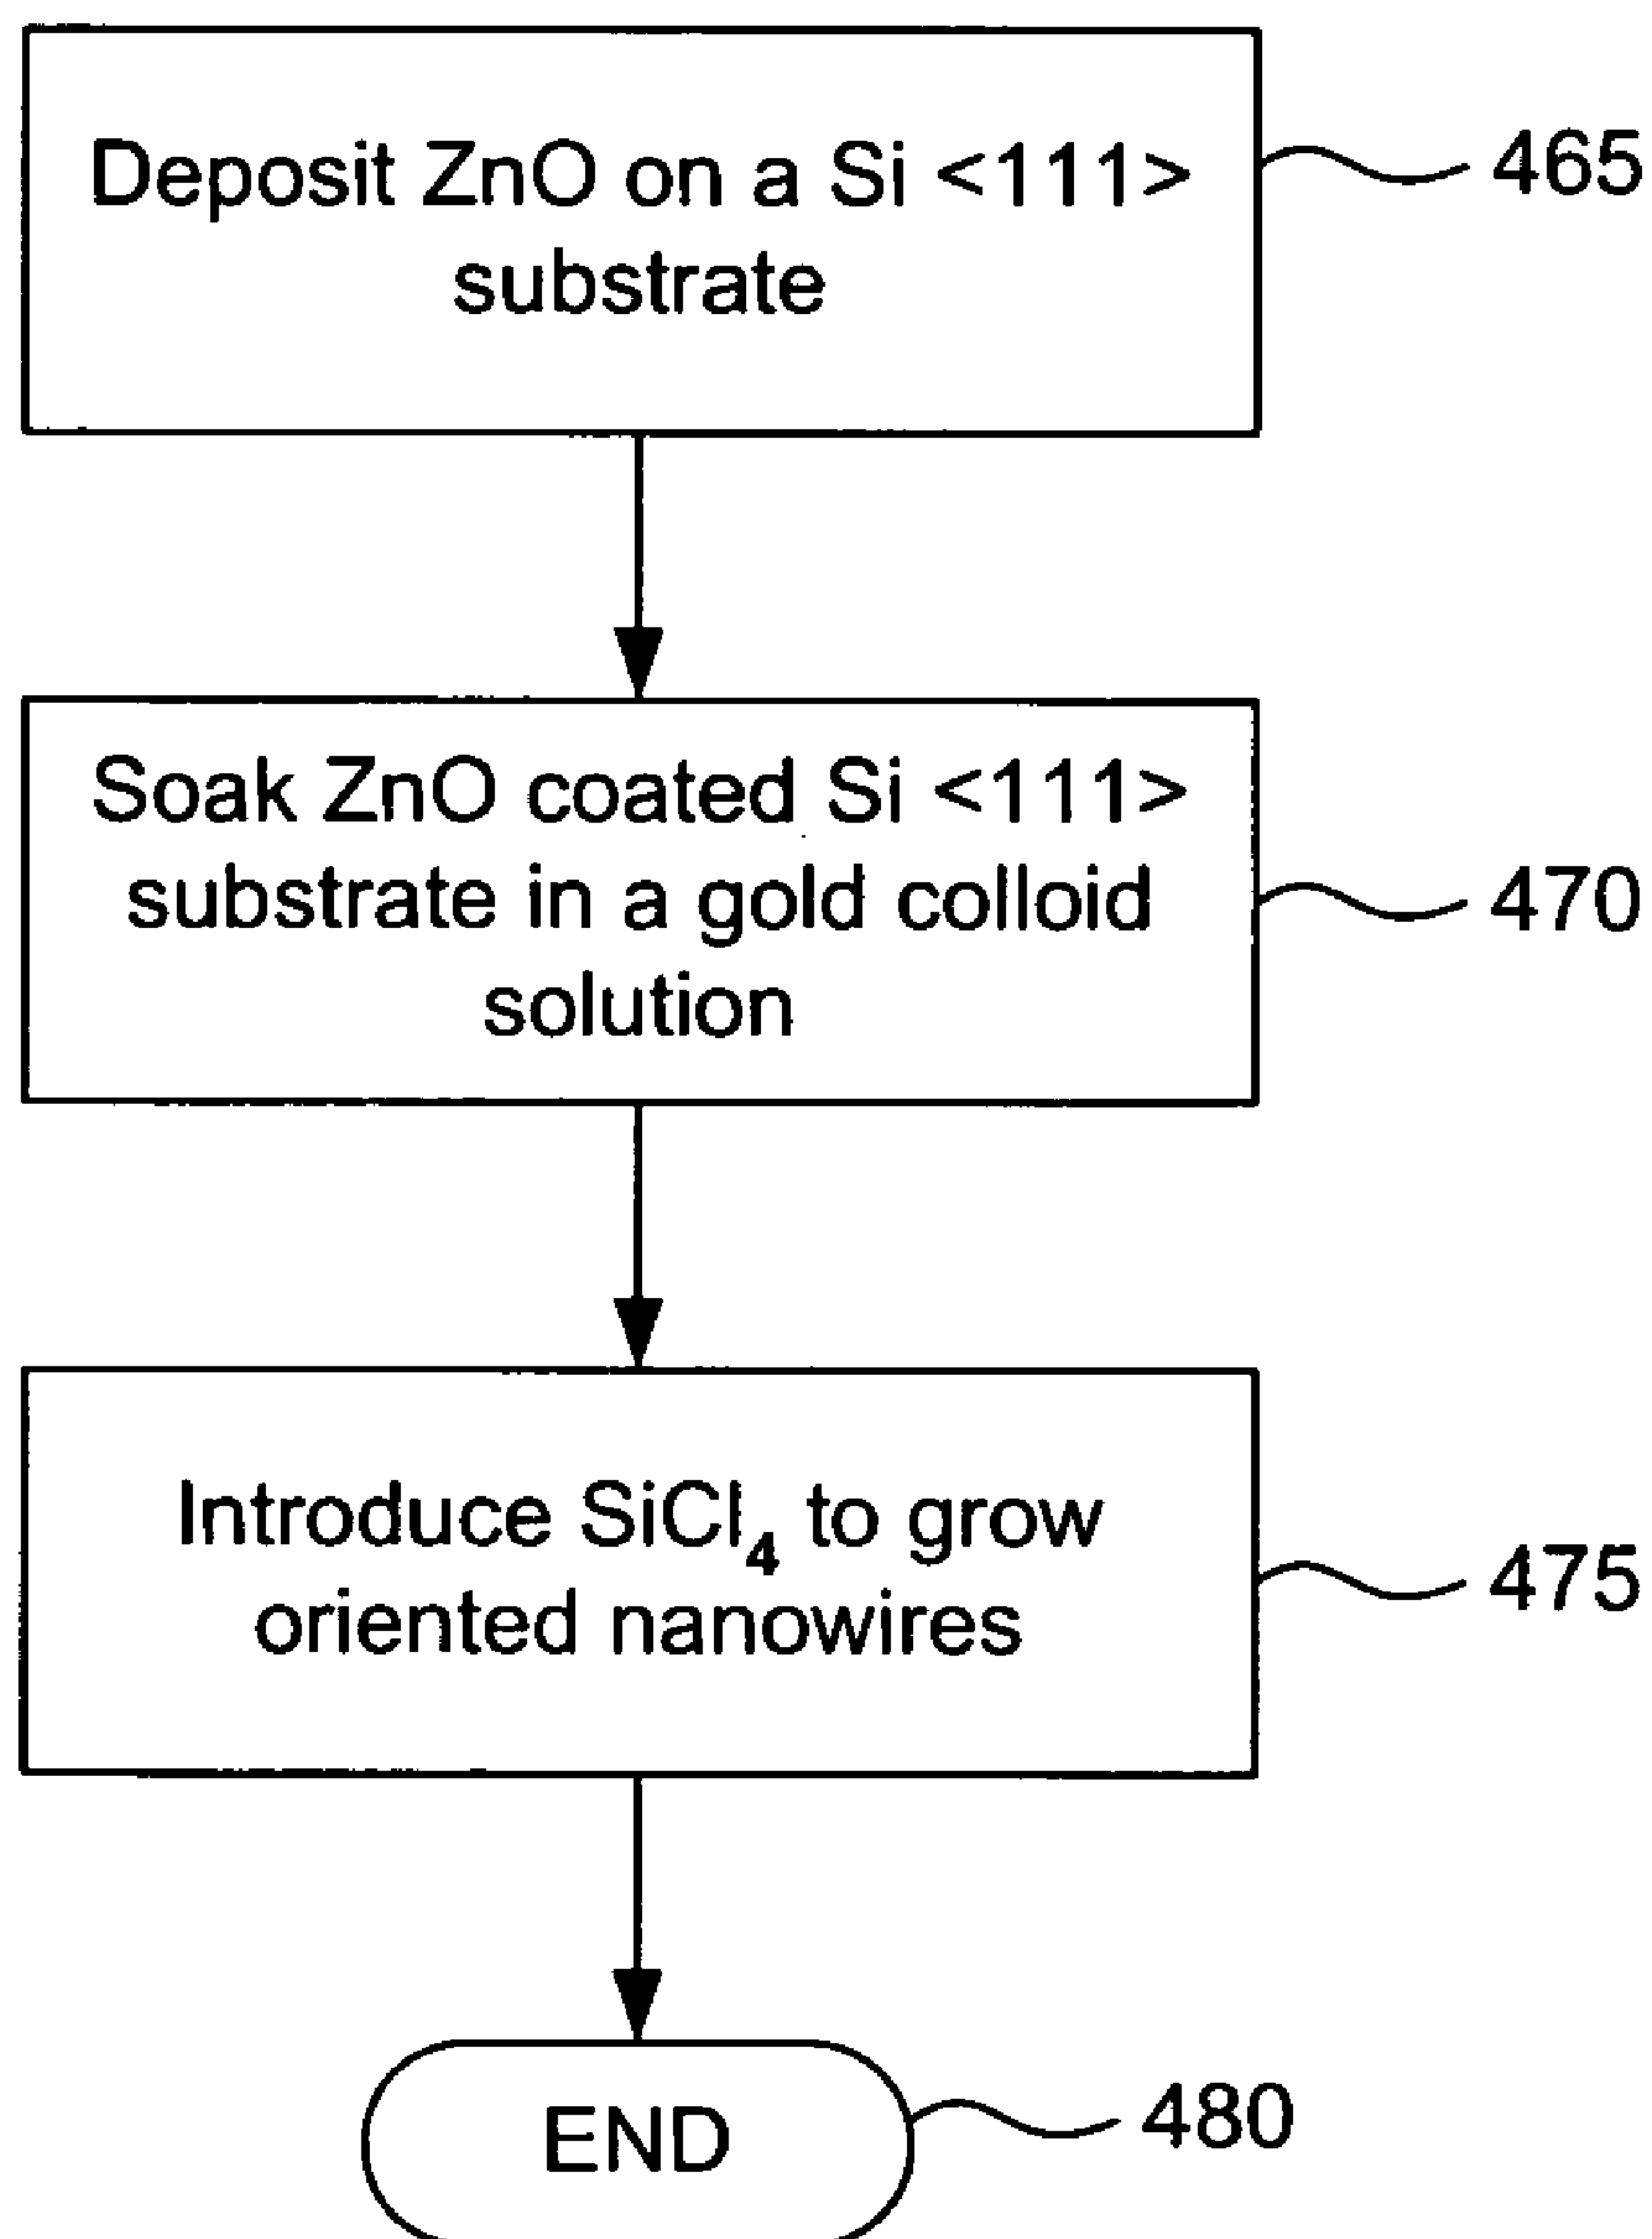 Deposit ZnO on a Si <111>
substrate
465
Soak ZnO coated Si <111>
substrate in a gold colloid
solution
470
Introduce SiCl₄ to grow
oriented nanowires
475
END
480